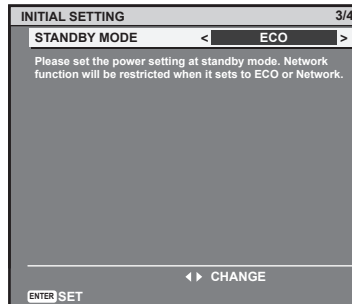 INITIAL SETTING 3/4
STANDBY MODE < ECO >
Please set the power setting at standby mode. Network
function will be restricted when it sets to ECO or Network.
◀▶ CHANGE
ENTER SET